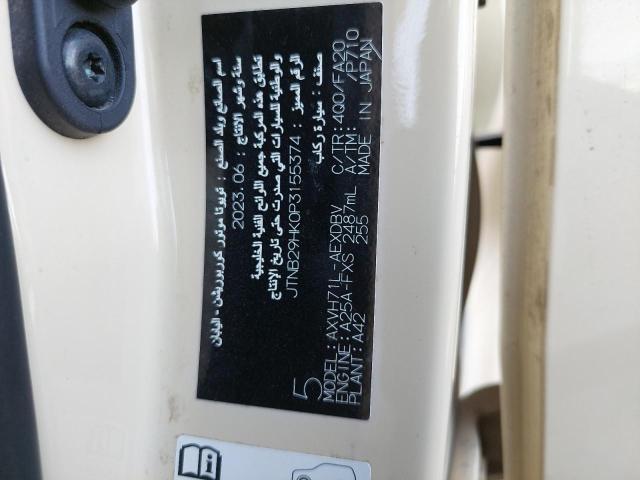 اسم الصانع وبلد الصنع : تويوتا موتور كوربوريشن - اليابان
سنة وشهر الإنتاج : 2023.06
تطابق هذه المركبة جميع اللوائح الفنية الخليجية
والوطنية للسيارات التي صدرت حتى تاريخ الإنتاج
الرقم المميز : JTNB29HK0P3155374
صنف : سيارة ركاب
5
MODEL: AXVH71L-AEXDBV C/TR: 4Q0/FA20
ENGINE: A25A-FXS 2487mL A/TM: /P710
PLANT: A42 255 MADE IN JAPAN